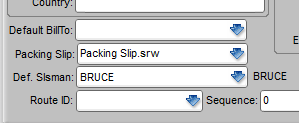 Country:
Default BillTo:
Packing Slip: Packing Slip.srw
E
Def. Slsman: BRUCE BRUCE
Route ID: Sequence: 0